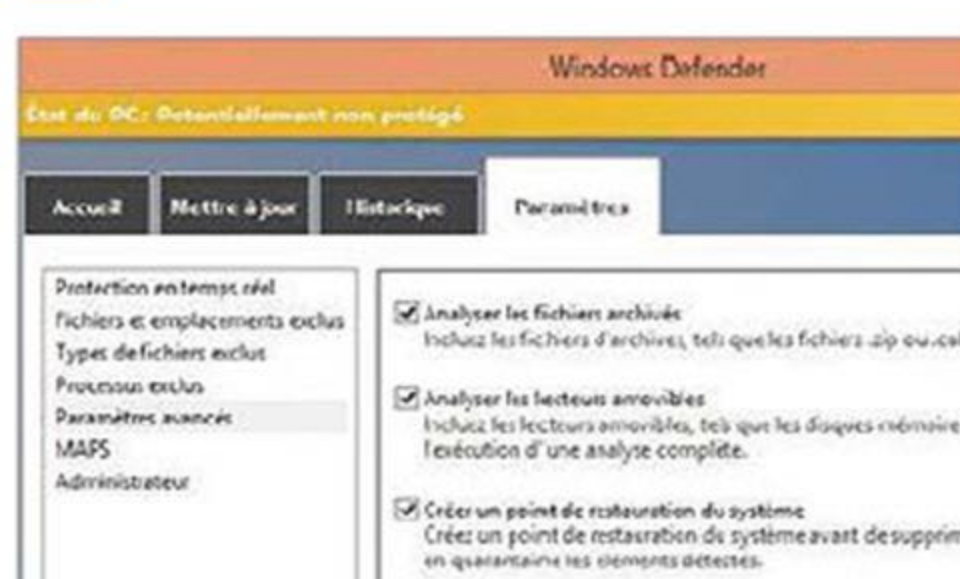 Windows Defender
État du PC : Potentiellement non protégé
Accueil
Mettre à jour
Historique
Paramètres
Protection en temps réel
Fichiers et emplacements exclus
Types de fichiers exclus
Processus exclus
Paramètres avancés
MAPS
Administrateur
Analyser les fichiers archivés
Incluez les fichiers d'archives, tels que les fichiers .zip ou .cab
Analyser les lecteurs amovibles
Incluez les lecteurs amovibles, tels que les disques mémoire
l'exécution d'une analyse complète.
Créer un point de restauration du système
Créez un point de restauration du système avant de supprim
en quarantaine les éléments détectés.